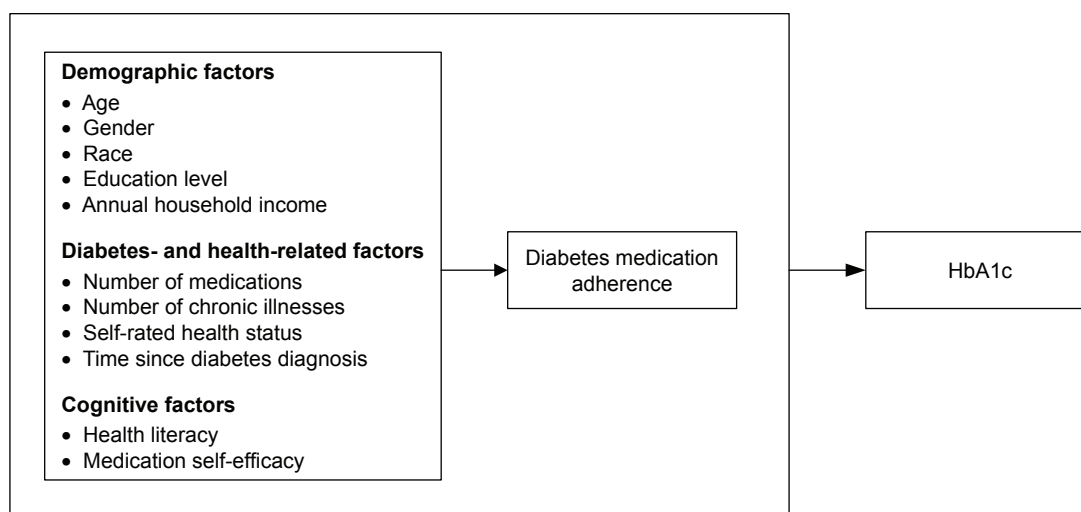 Demographic factors
• Age
• Gender
• Race
• Education level
• Annual household income
Diabetes- and health-related factors
• Number of medications
• Number of chronic illnesses
• Self-rated health status
• Time since diabetes diagnosis
Cognitive factors
• Health literacy
• Medication self-efficacy
Diabetes medication
adherence
HbA1c